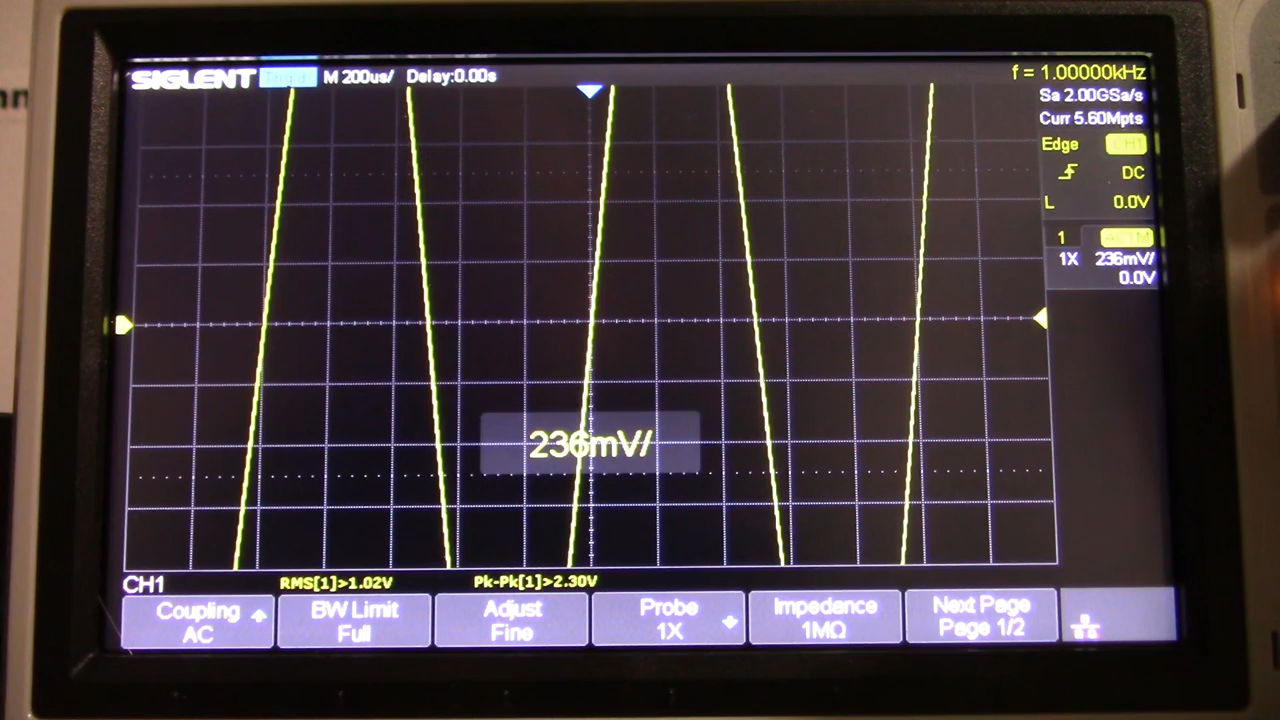 SIGLENT Trig'd M 200us/ Delay:0.00s
f = 1.00000kHz
Sa 2.00GSa/s
Curr 5.60Mpts
Edge CH1
DC
L 0.0V
1
1X 236mV/
0.0V
236mV/
CH1 RMS[1]>1.02V Pk-Pk[1]>2.30V
Coupling BW Limit Adjust Probe Impedance Next Page
AC Full Fine 1X 1MΩ Page 1/2